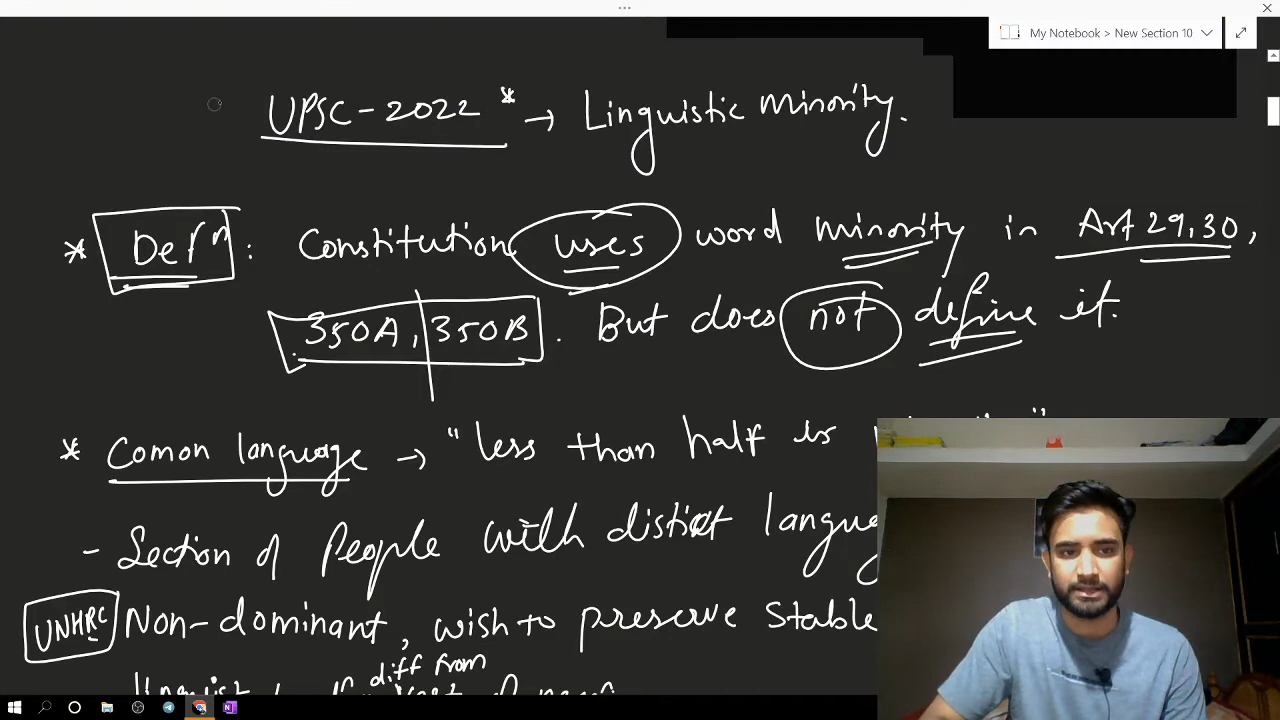 My Notebook > New Section 10
UPSC-2022 * → Linguistic Minority.
* Defn : Constitution uses word minority in Art 29, 30,
350A, 350B. But does not define it.
* Comon language → "less than half is
- Section of People with distict langu
UNHRC Non-dominant, wish to preserve stable
diff from